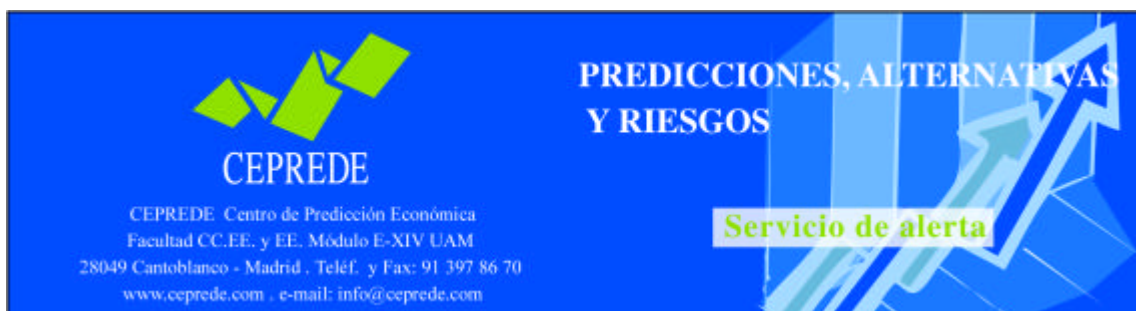 CEPREDE
CEPREDE Centro de Predicción Económica
Facultad CC.EE. y EE. Módulo E-XIV UAM
28049 Cantoblanco - Madrid . Teléf. y Fax: 91 397 86 70
www.ceprede.com . e-mail: info@ceprede.com
PREDICCIONES, ALTERNATIVAS
Y RIESGOS
Servicio de alerta